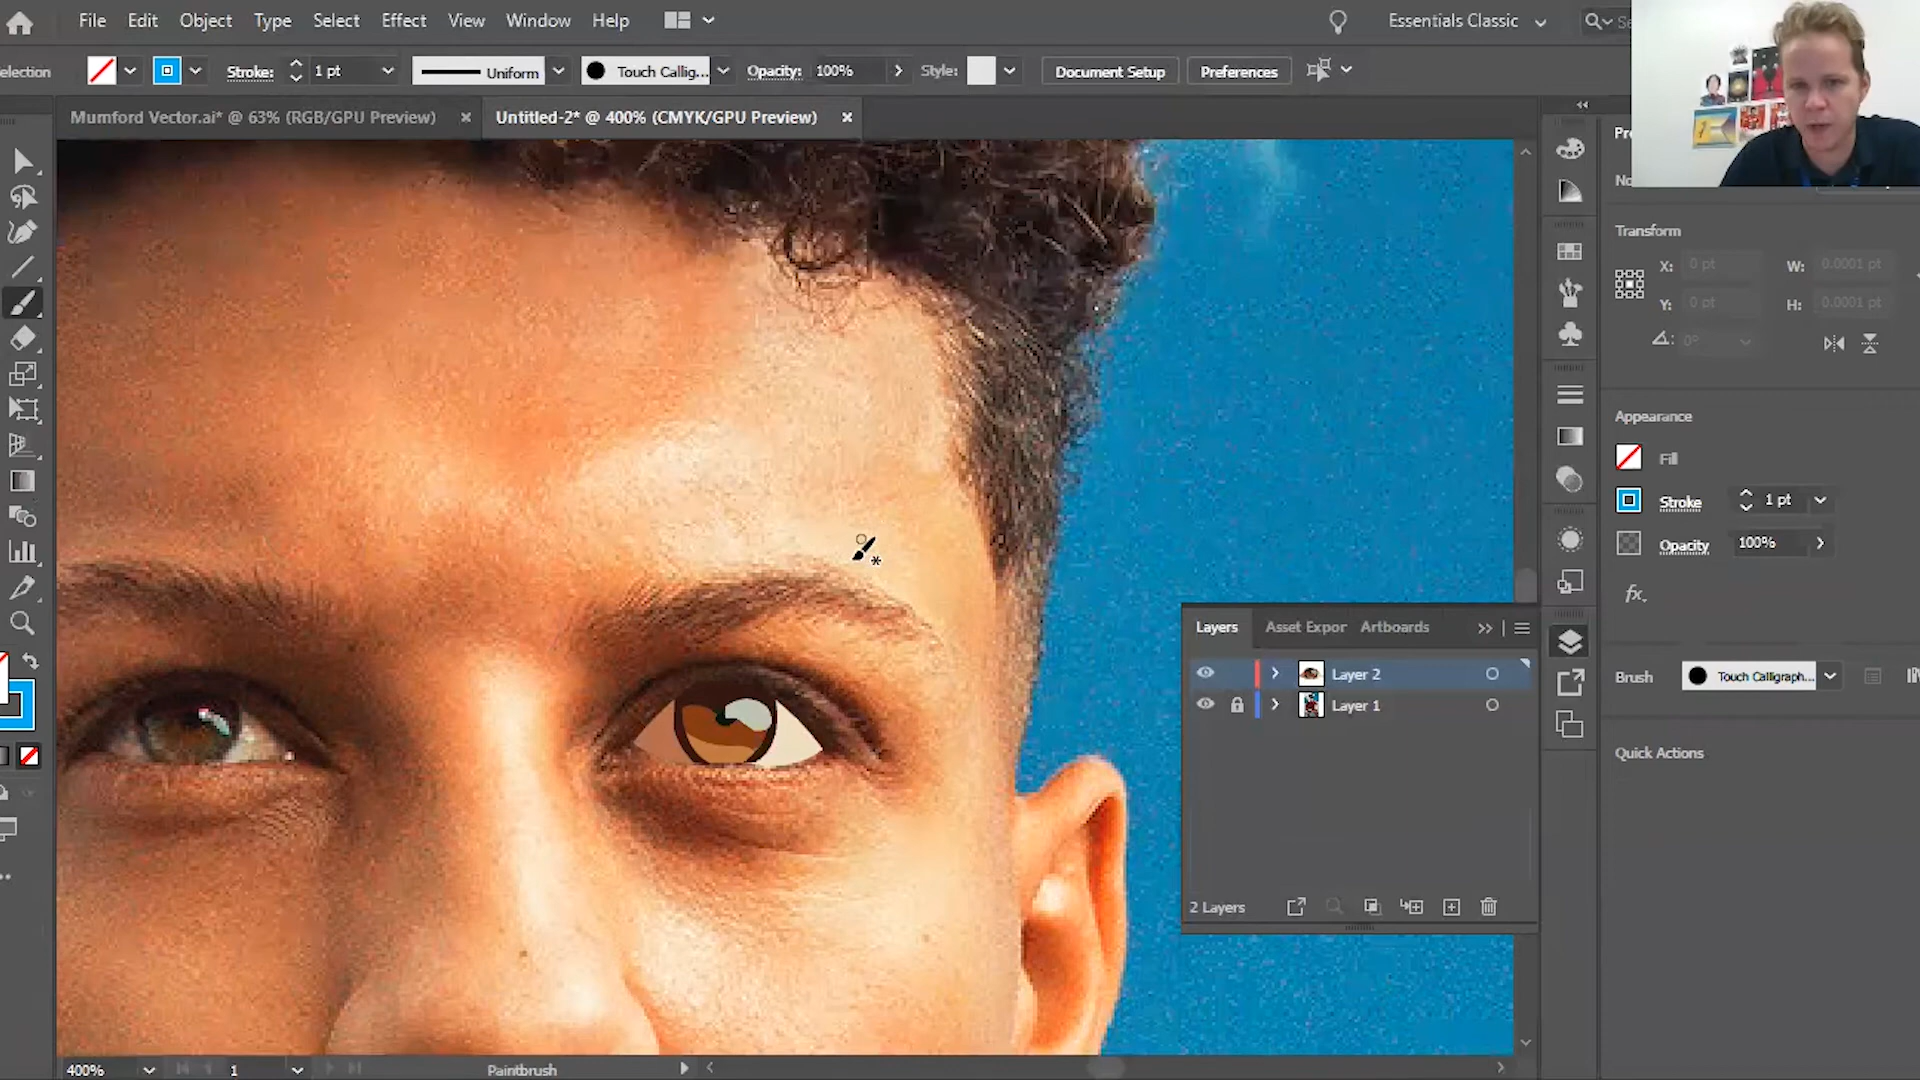 File Edit Object Type Select Effect View Window Help
Essentials Classic
election Stroke: 1 pt Uniform Touch Callig... Opacity: 100% Style: Document Setup Preferences
Mumford Vector.ai* @ 63% (RGB/GPU Preview) × Untitled-2* @ 400% (CMYK/GPU Preview) ×
Transform
X: 0 pt W: 0.0001 pt
Y: 0 pt H: 0.0001 pt
0°
Appearance
Fill
Stroke 1 pt
Opacity 100%
fx.
Brush Touch Calligraph...
Quick Actions
Layers Asset Expor Artboards
Layer 2
Layer 1
2 Layers
400% 1 Paintbrush